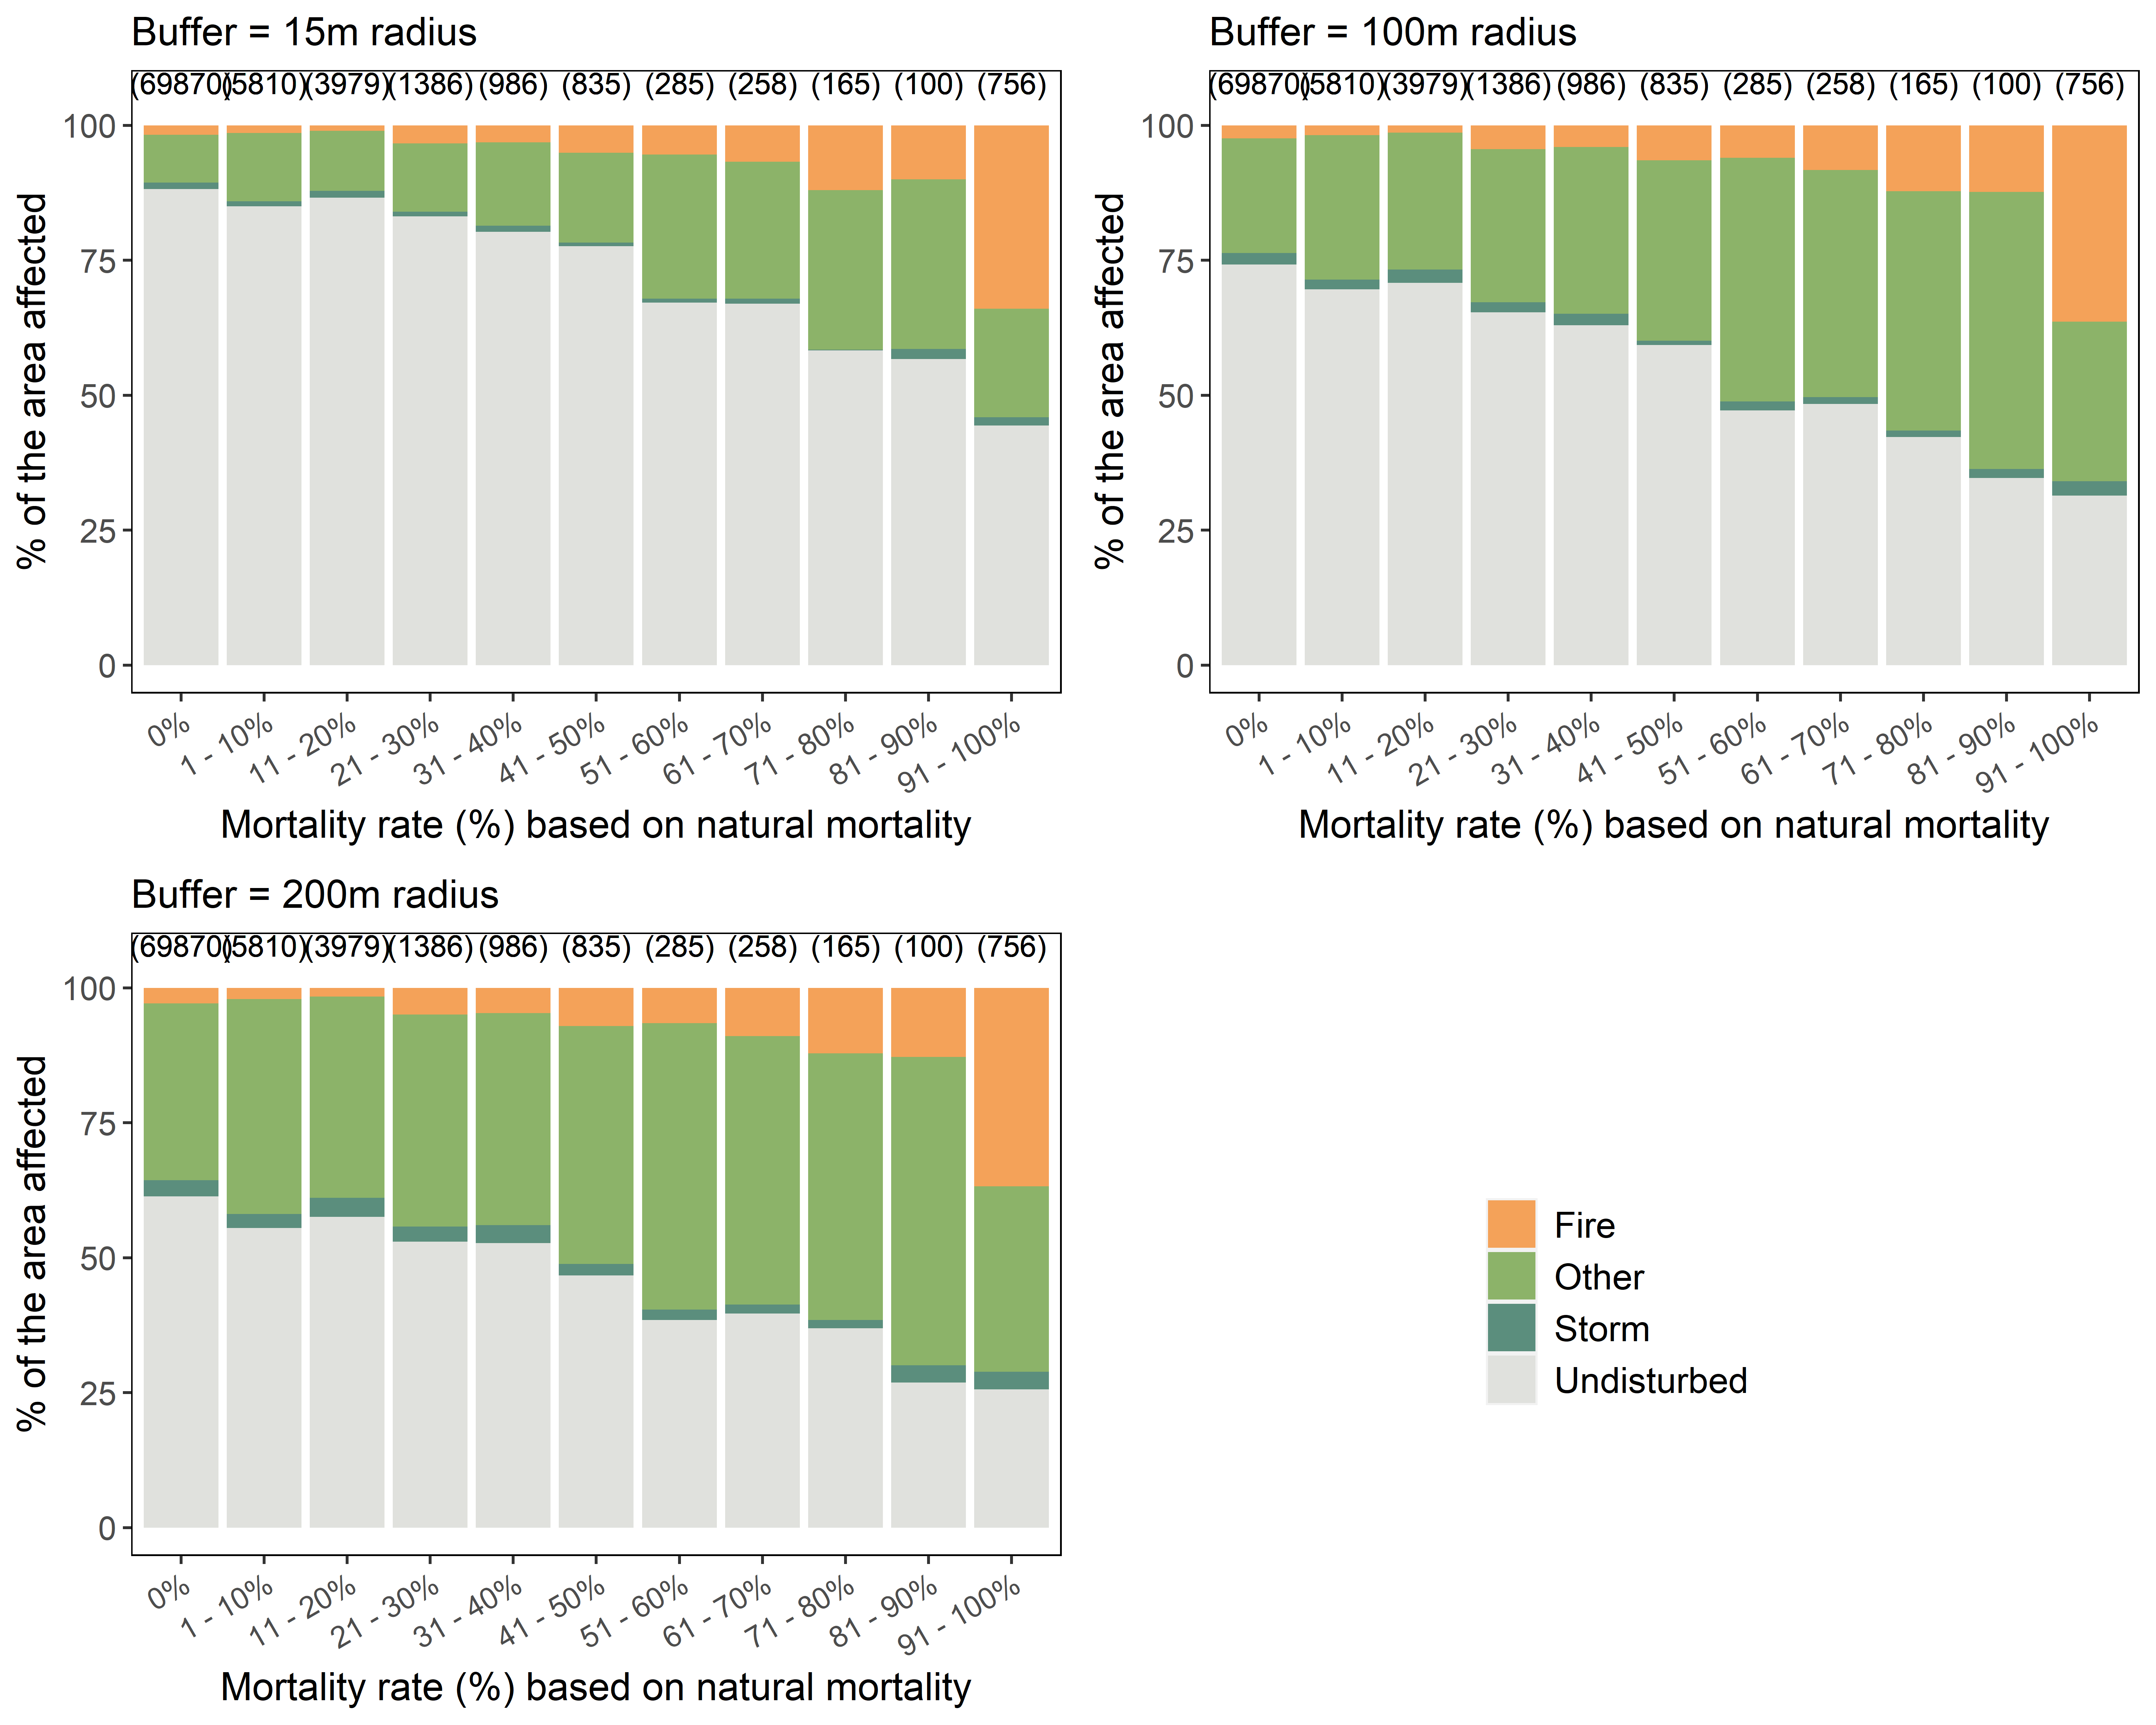 Buffer = 15m radius
(69870) (5810) (3979) (1386) (986) (835) (285) (258) (165) (100) (756)
100
75
50
25
0
% of the area affected
0% 1 - 10% 11 - 20% 21 - 30% 31 - 40% 41 - 50% 51 - 60% 61 - 70% 71 - 80% 81 - 90% 91 - 100%
Mortality rate (%) based on natural mortality
Buffer = 100m radius
(69870) (5810) (3979) (1386) (986) (835) (285) (258) (165) (100) (756)
100
75
50
25
0
% of the area affected
0% 1 - 10% 11 - 20% 21 - 30% 31 - 40% 41 - 50% 51 - 60% 61 - 70% 71 - 80% 81 - 90% 91 - 100%
Mortality rate (%) based on natural mortality
Buffer = 200m radius
(69870) (5810) (3979) (1386) (986) (835) (285) (258) (165) (100) (756)
100
75
50
25
0
% of the area affected
0% 1 - 10% 11 - 20% 21 - 30% 31 - 40% 41 - 50% 51 - 60% 61 - 70% 71 - 80% 81 - 90% 91 - 100%
Mortality rate (%) based on natural mortality
Fire
Other
Storm
Undisturbed